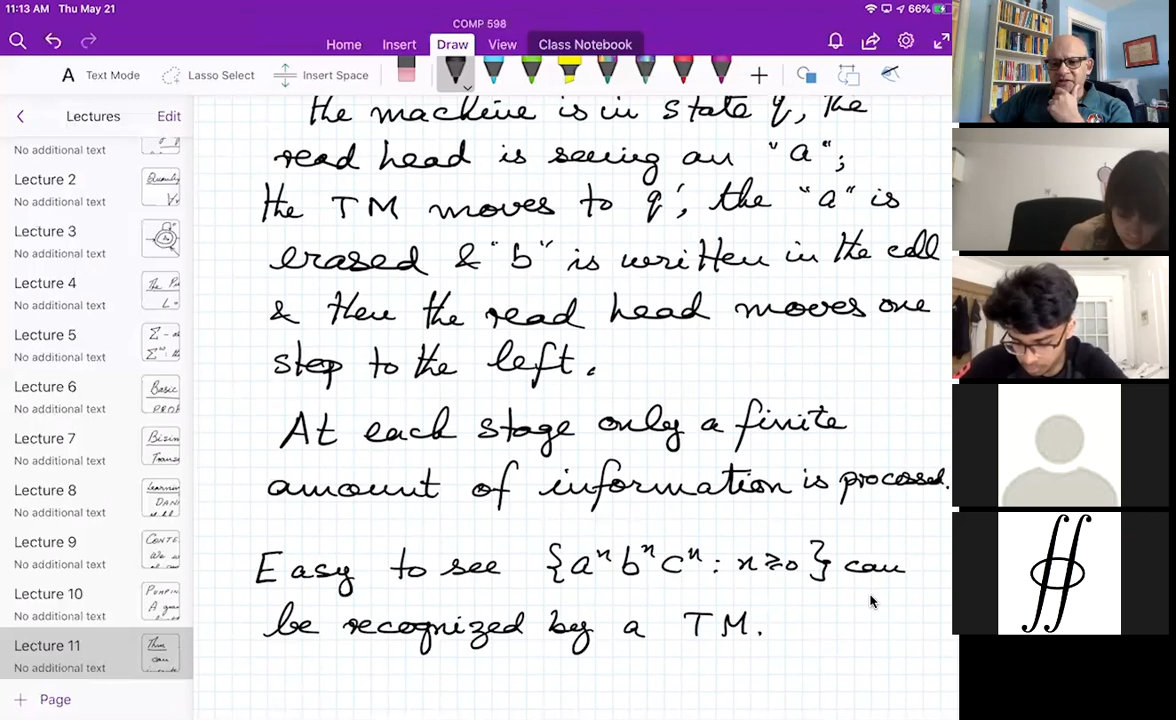 11:13 AM Thu May 21
66%
COMP 598
Home Insert Draw View Class Notebook
A Text Mode Lasso Select Insert Space
Lectures Edit
No additional text
Lecture 2
No additional text
Lecture 3
No additional text
Lecture 4
No additional text
Lecture 5
No additional text
Lecture 6
No additional text
Lecture 7
No additional text
Lecture 8
No additional text
Lecture 9
No additional text
Lecture 10
No additional text
Lecture 11
No additional text
+ Page
the machine is in state q, the
read head is seeing an "a";
the TM moves to q', the "a" is
erased & "b" is written in the cell
& then the read head moves one
step to the left.
At each stage only a finite
amount of information is processed.
Easy to see {aⁿbⁿcⁿ : n≥0} can
be recognized by a TM.